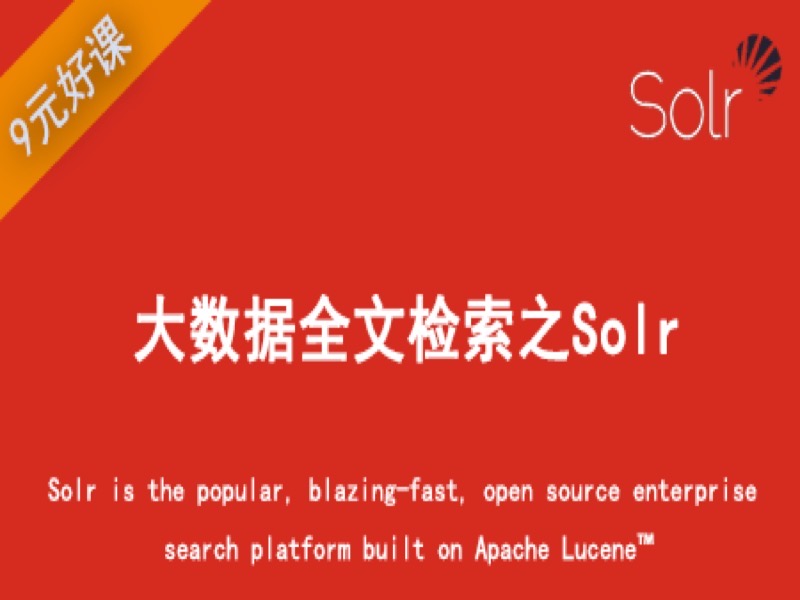 9元好课
Solr
大数据全文检索之Solr
Solr is the popular, blazing-fast, open source enterprise
search platform built on Apache Lucene™